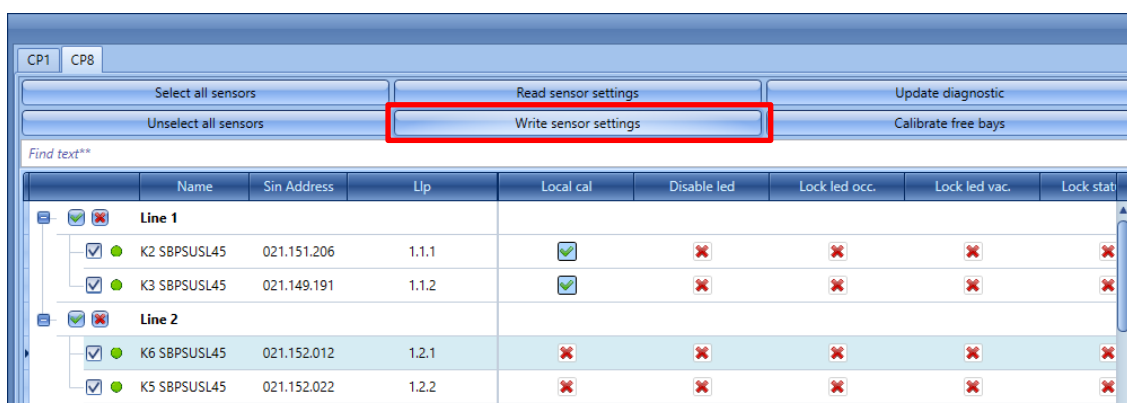 CP1 CP8
Select all sensors Read sensor settings Update diagnostic
Unselect all sensors Write sensor settings Calibrate free bays
Find text**
Name Sin Address Llp Local cal Disable led Lock led occ. Lock led vac. Lock stat
Line 1
K2 SBPSUSL45 021.151.206 1.1.1
K3 SBPSUSL45 021.149.191 1.1.2
Line 2
K6 SBPSUSL45 021.152.012 1.2.1
K5 SBPSUSL45 021.152.022 1.2.2